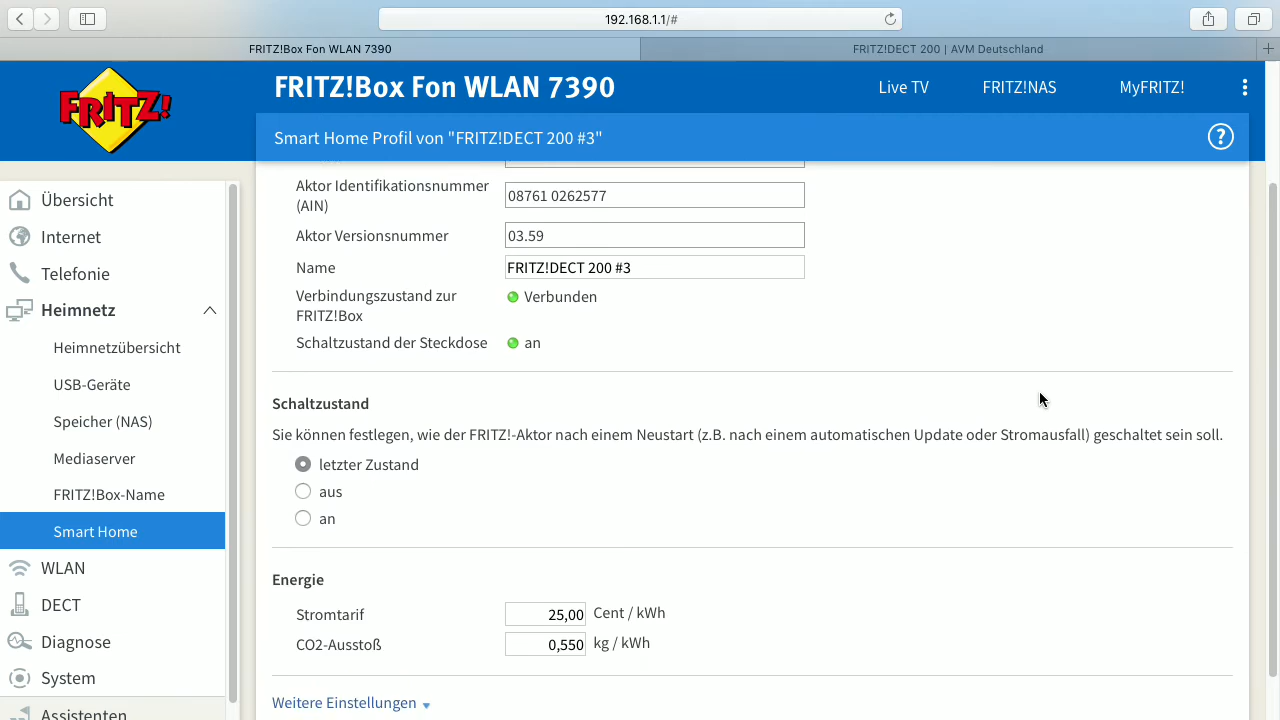 192.168.1.1/#
FRITZ!Box Fon WLAN 7390
FRITZ!DECT 200 | AVM Deutschland
FRITZ!
FRITZ!Box Fon WLAN 7390
Live TV
FRITZ!NAS
MyFRITZ!
Smart Home Profil von "FRITZ!DECT 200 #3"
?
Übersicht
Internet
Telefonie
Heimnetz
Heimnetzübersicht
USB-Geräte
Speicher (NAS)
Mediaserver
FRITZ!Box-Name
Smart Home
WLAN
DECT
Diagnose
System
Assistenten
Aktor Identifikationsnummer
(AIN)
08761 0262577
Aktor Versionsnummer
03.59
Name
FRITZ!DECT 200 #3
Verbindungszustand zur
FRITZ!Box
Verbunden
Schaltzustand der Steckdose
an
Schaltzustand
Sie können festlegen, wie der FRITZ!-Aktor nach einem Neustart (z.B. nach einem automatischen Update oder Stromausfall) geschaltet sein soll.
letzter Zustand
aus
an
Energie
Stromtarif
25,00
Cent / kWh
CO2-Ausstoß
0,550
kg / kWh
Weitere Einstellungen